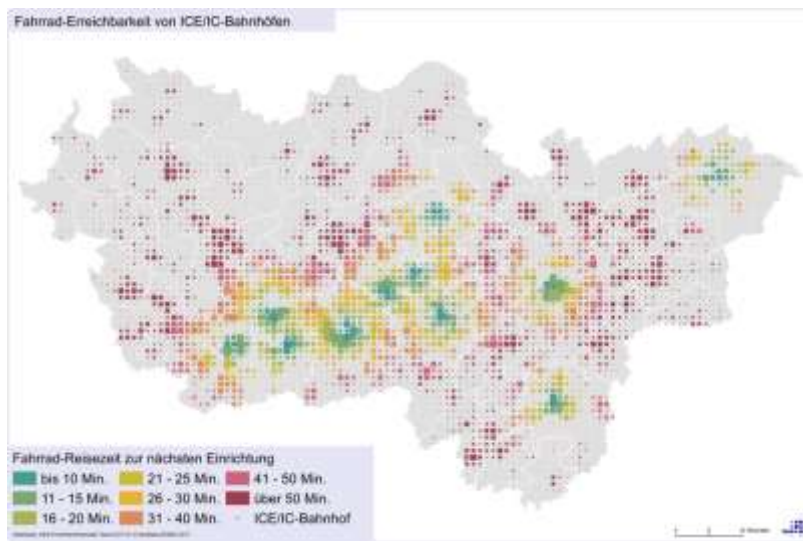 Fahrrad-Erreichbarkeit von ICE/IC-Bahnhöfen
Fahrrad-Reisezeit zur nächsten Einrichtung
bis 10 Min.
21 - 25 Min.
41 - 50 Min.
11 - 15 Min.
26 - 30 Min.
über 50 Min.
16 - 20 Min.
31 - 40 Min.
ICE/IC-Bahnhof